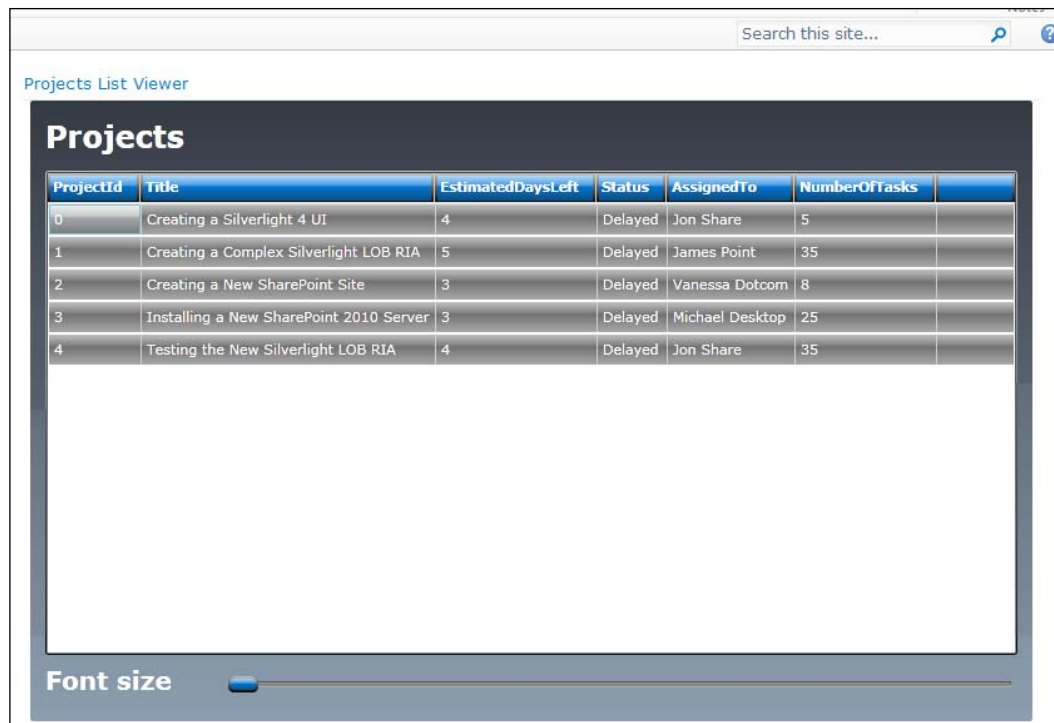 Search this site...
Projects List Viewer
Projects
ProjectId Title EstimatedDaysLeft Status AssignedTo NumberOfTasks
0 Creating a Silverlight 4 UI 4 Delayed Jon Share 5
1 Creating a Complex Silverlight LOB RIA 5 Delayed James Point 35
2 Creating a New SharePoint Site 3 Delayed Vanessa Dotcom 8
3 Installing a New SharePoint 2010 Server 3 Delayed Michael Desktop 25
4 Testing the New Silverlight LOB RIA 4 Delayed Jon Share 35
Font size